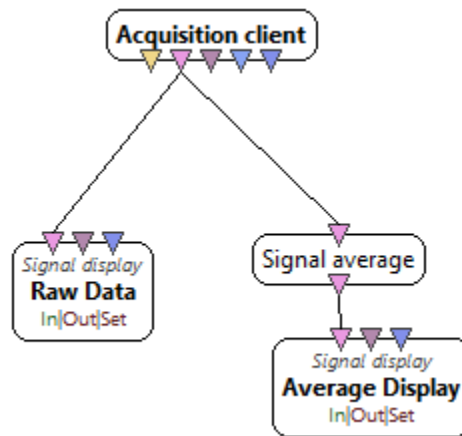 Acquisition client
Signal display
Raw Data
In|Out|Set
Signal average
Signal display
Average Display
In|Out|Set